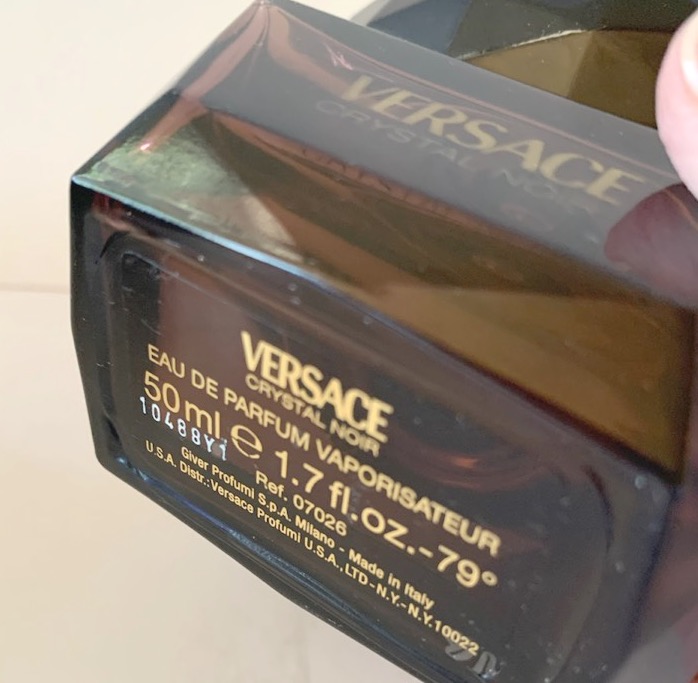 VERSACE
CRYSTAL NOIR
VERSACE
CRYSTAL NOIR
EAU DE PARFUM VAPORISATEUR
50 ml e 1.7 fl.oz.-79°
10488Y1
Ref. 07026
Giver Profumi S.p.A. Milano - Made in Italy
U.S.A. Distr.:Versace Profumi U.S.A.,LTD-N.Y.-N.Y.10022